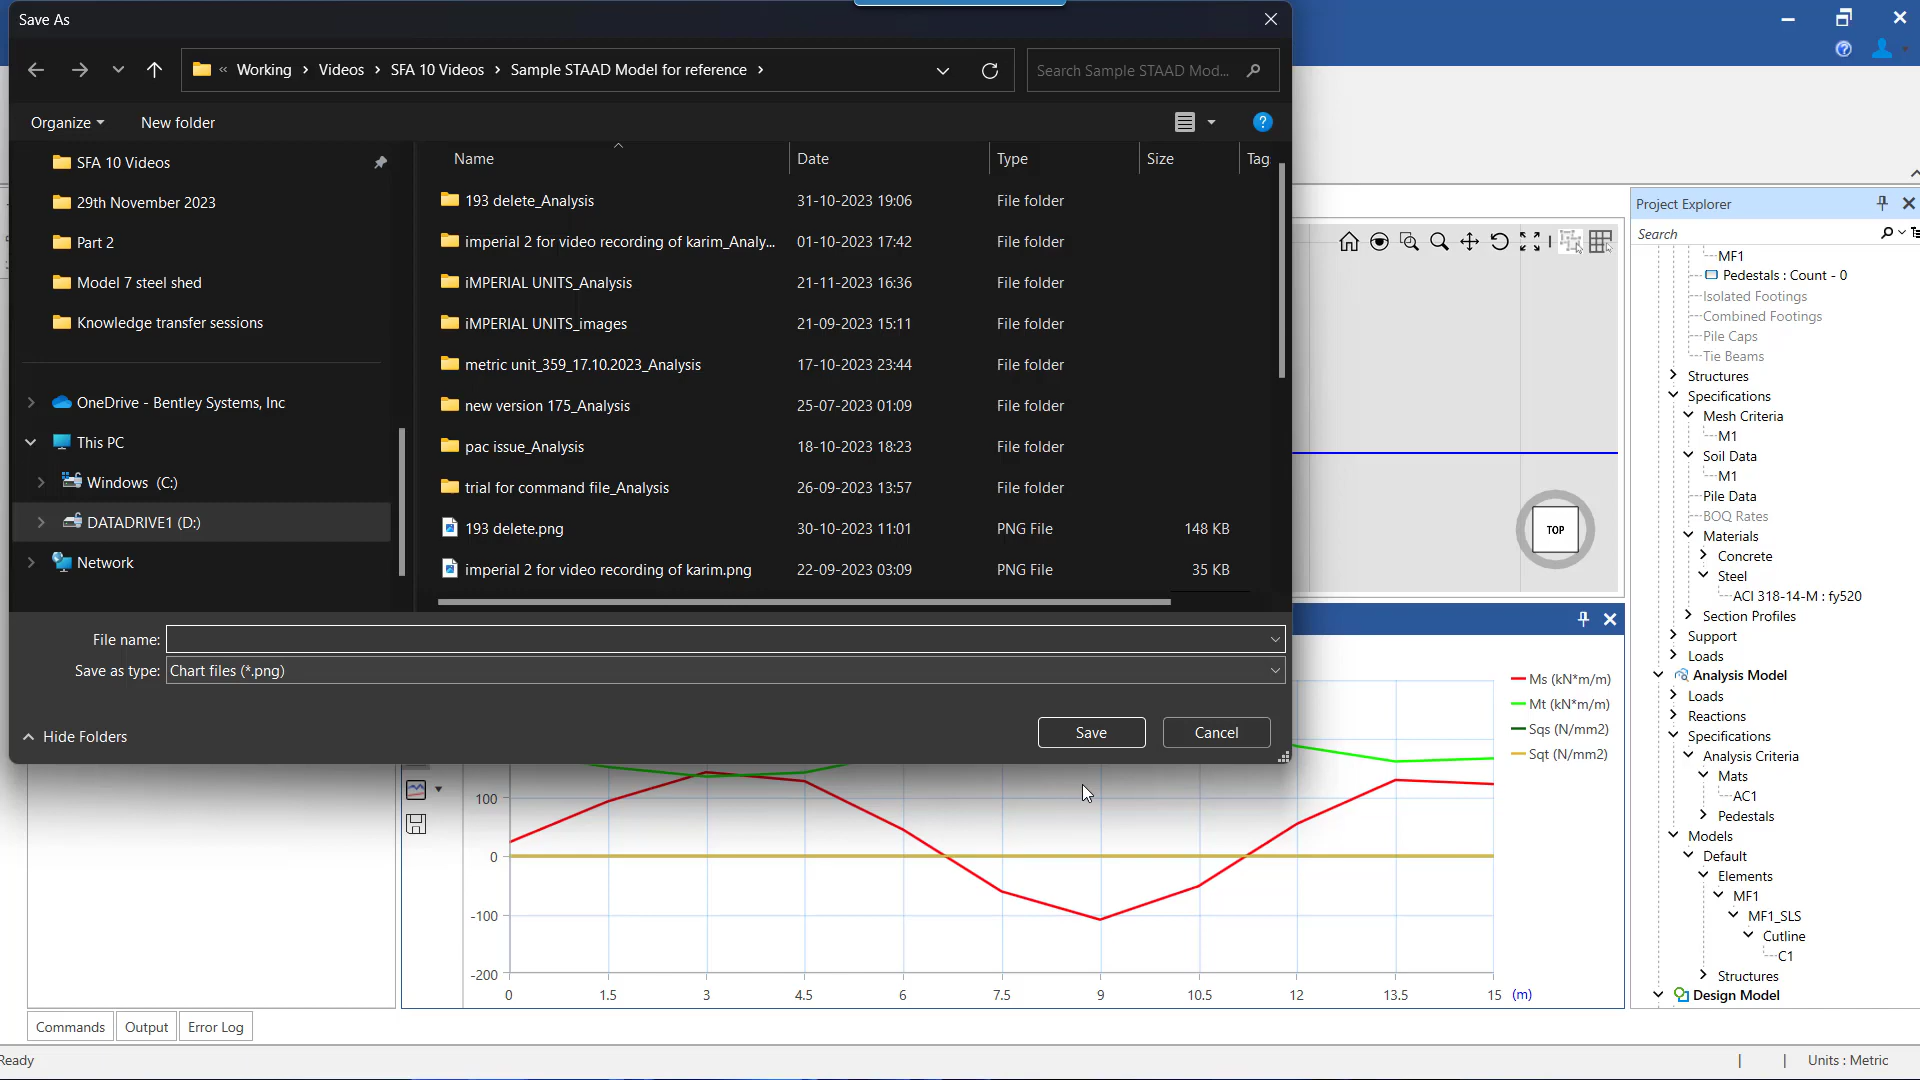 Save As
« Working › Videos › SFA 10 Videos › Sample STAAD Model for reference ›
Search Sample STAAD Mod...
Organize
New folder
SFA 10 Videos
29th November 2023
Part 2
Model 7 steel shed
Knowledge transfer sessions
OneDrive - Bentley Systems, Inc
This PC
Windows (C:)
DATADRIVE1 (D:)
Network
Name Date Type Size Tag
193 delete_Analysis 31-10-2023 19:06 File folder
imperial 2 for video recording of karim_Analy... 01-10-2023 17:42 File folder
iMPERIAL UNITS_Analysis 21-11-2023 16:36 File folder
iMPERIAL UNITS_images 21-09-2023 15:11 File folder
metric unit_359_17.10.2023_Analysis 17-10-2023 23:44 File folder
new version 175_Analysis 25-07-2023 01:09 File folder
pac issue_Analysis 18-10-2023 18:23 File folder
trial for command file_Analysis 26-09-2023 13:57 File folder
193 delete.png 30-10-2023 11:01 PNG File 148 KB
imperial 2 for video recording of karim.png 22-09-2023 03:09 PNG File 35 KB
File name:
Save as type: Chart files (*.png)
Hide Folders
Save
Cancel
TOP
Ms (kN*m/m)
Mt (kN*m/m)
Sqs (N/mm2)
Sqt (N/mm2)
100
0
-100
-200
0 1.5 3 4.5 6 7.5 9 10.5 12 13.5 15 (m)
Project Explorer
Search
MF1
Pedestals : Count - 0
Isolated Footings
Combined Footings
Pile Caps
Tie Beams
Structures
Specifications
Mesh Criteria
M1
Soil Data
M1
Pile Data
BOQ Rates
Materials
Concrete
Steel
ACI 318-14-M : fy520
Section Profiles
Support
Loads
Analysis Model
Loads
Reactions
Specifications
Analysis Criteria
Mats
AC1
Pedestals
Models
Default
Elements
MF1
MF1_SLS
Cutline
C1
Structures
Design Model
Commands Output Error Log
Ready
Units : Metric